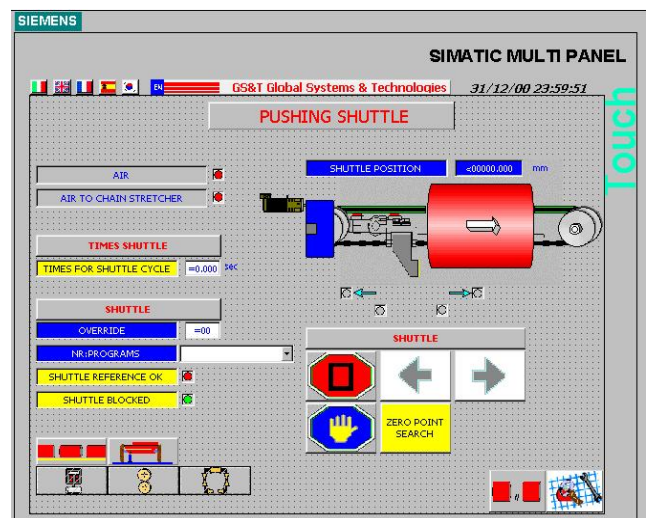 SIEMENS
SIMATIC MULTI PANEL
EN
GS&T Global Systems & Technologies
31/12/00 23:59:51
Touch
PUSHING SHUTTLE
AIR
SHUTTLE POSITION
<00000.000 mm
AIR TO CHAIN STRETCHER
TIMES SHUTTLE
TIMES FOR SHUTTLE CYCLE
=0.000 sec
SHUTTLE
OVERRIDE
=00
NR:PROGRAMS
SHUTTLE REFERENCE OK
SHUTTLE BLOCKED
SHUTTLE
ZERO POINT
SEARCH